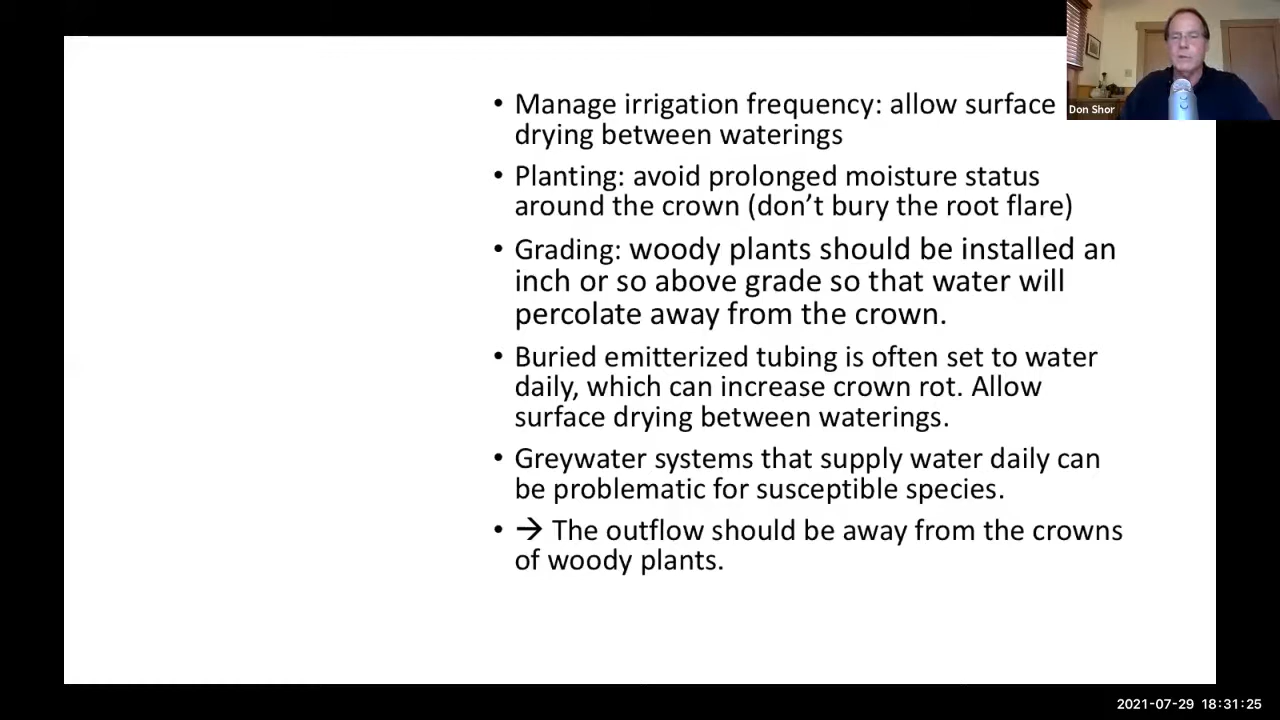 • Manage irrigation frequency: allow surface
drying between waterings
• Planting: avoid prolonged moisture status
around the crown (don’t bury the root flare)
• Grading: woody plants should be installed an
inch or so above grade so that water will
percolate away from the crown.
• Buried emitterized tubing is often set to water
daily, which can increase crown rot. Allow
surface drying between waterings.
• Greywater systems that supply water daily can
be problematic for susceptible species.
• → The outflow should be away from the crowns
of woody plants.
Don Shor
2021-07-29 18:31:25